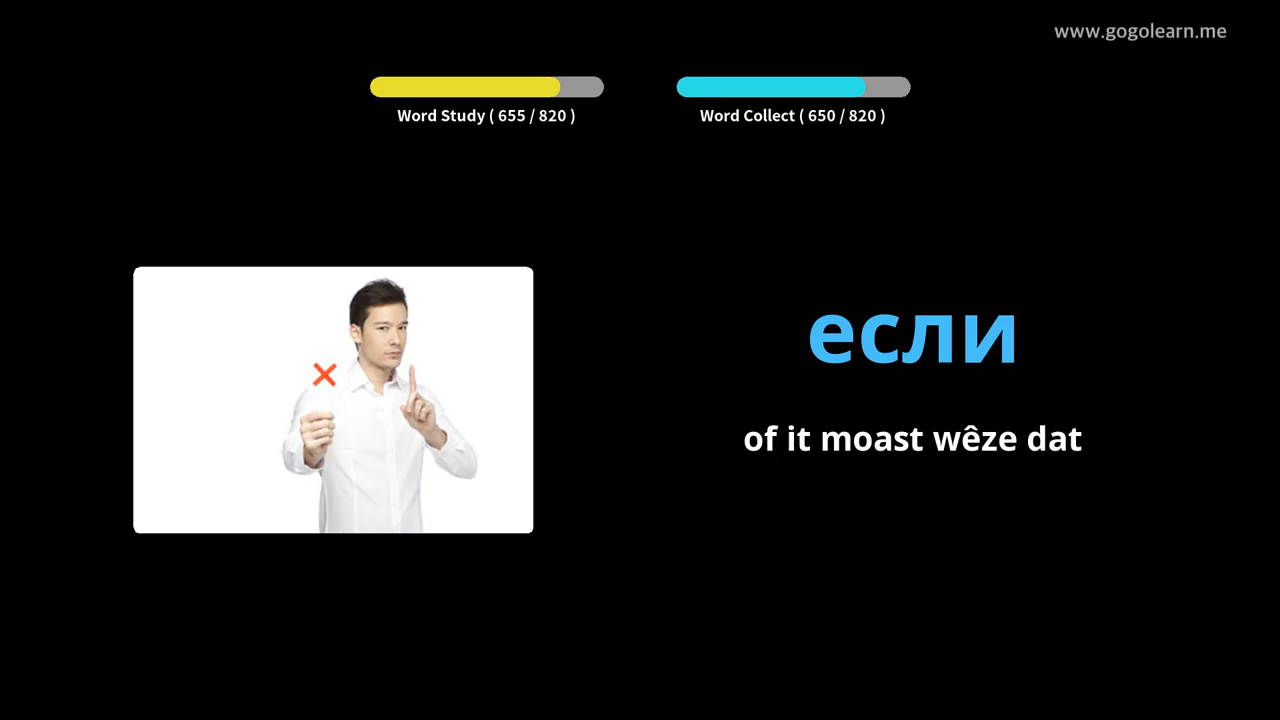 www.gogolearn.me
Word Study ( 655 / 820 )
Word Collect ( 650 / 820 )
если
of it moast wêze dat